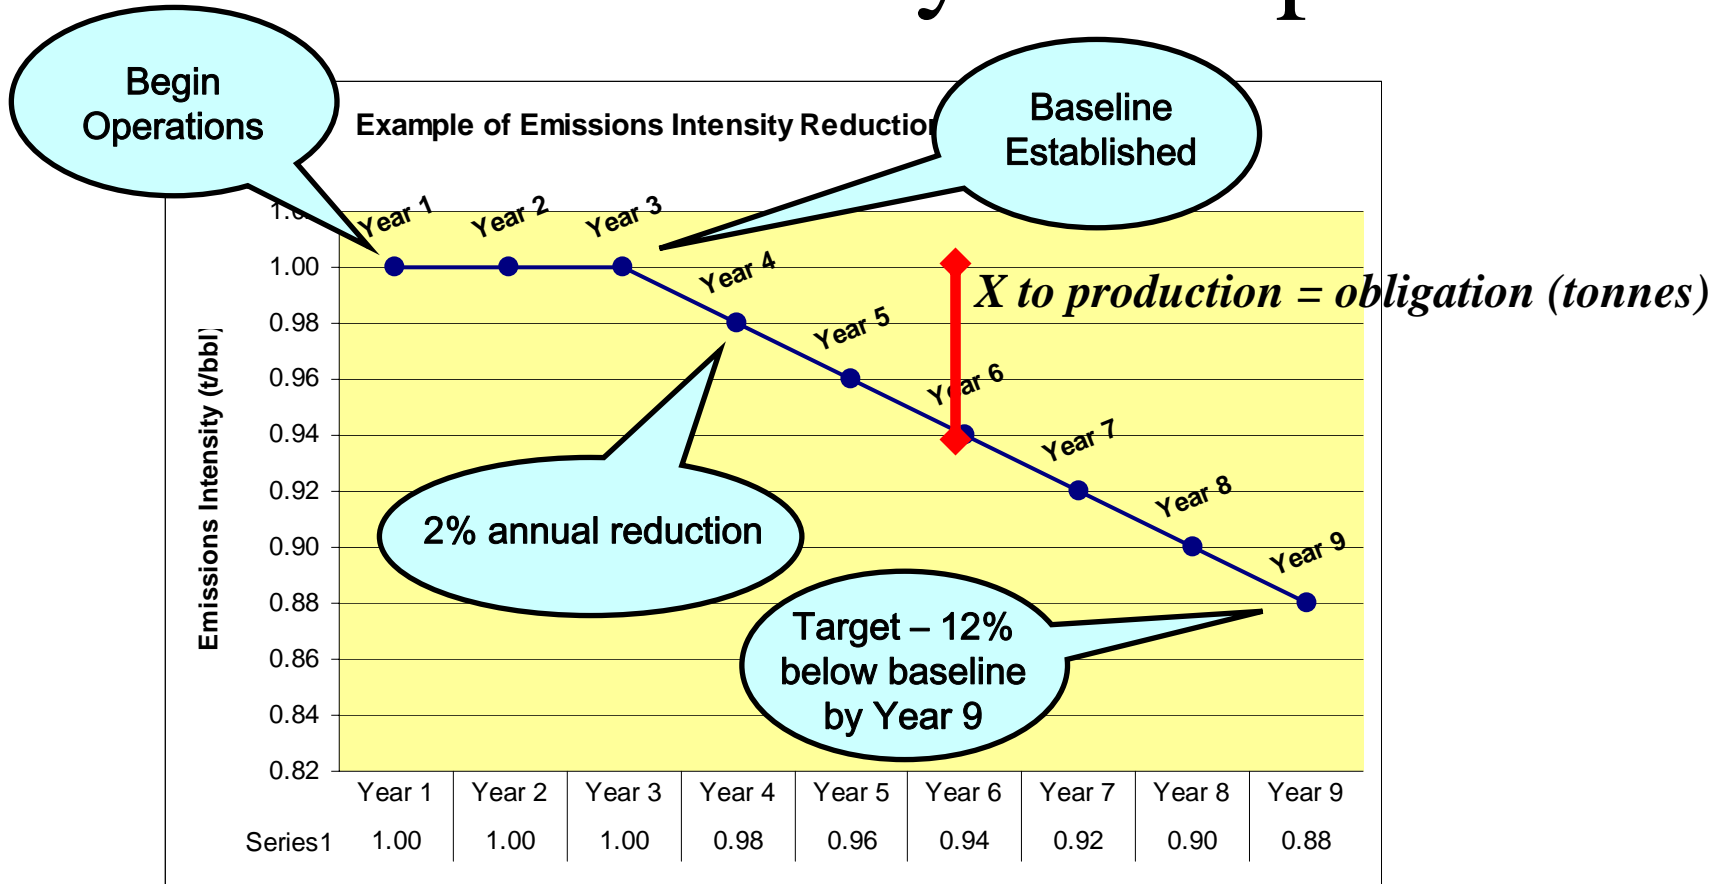 Begin
Operations
Baseline
Established
Example of Emissions Intensity Reduction
Year 1
Year 2
Year 3
Year 4
Year 5
Year 6
Year 7
Year 8
Year 9
X to production = obligation (tonnes)
1.00
0.98
0.96
0.94
0.92
0.90
0.88
0.86
0.84
0.82
Emissions Intensity (t/bbl)
2% annual reduction
Target – 12%
below baseline
by Year 9
Year 1 Year 2 Year 3 Year 4 Year 5 Year 6 Year 7 Year 8 Year 9
Series1 1.00 1.00 1.00 0.98 0.96 0.94 0.92 0.90 0.88